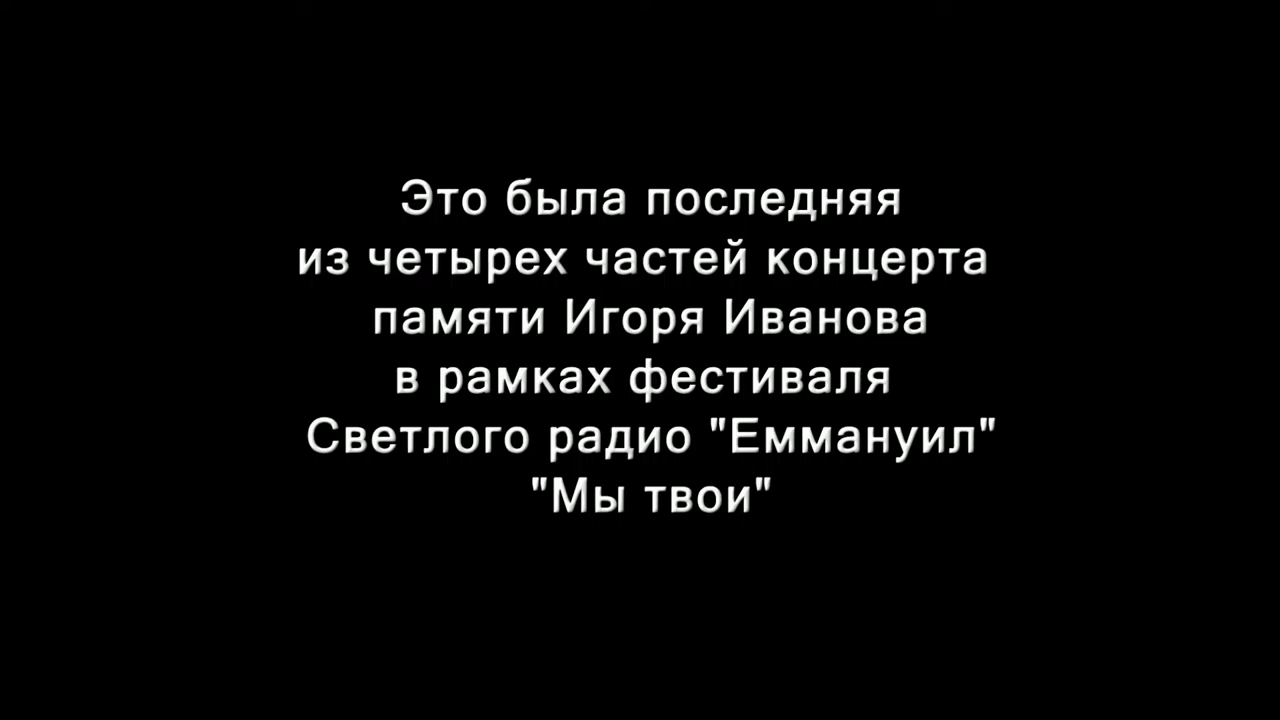 Это была последняя
из четырех частей концерта
памяти Игоря Иванова
в рамках фестиваля
Светлого радио "Еммануил"
"Мы твои"